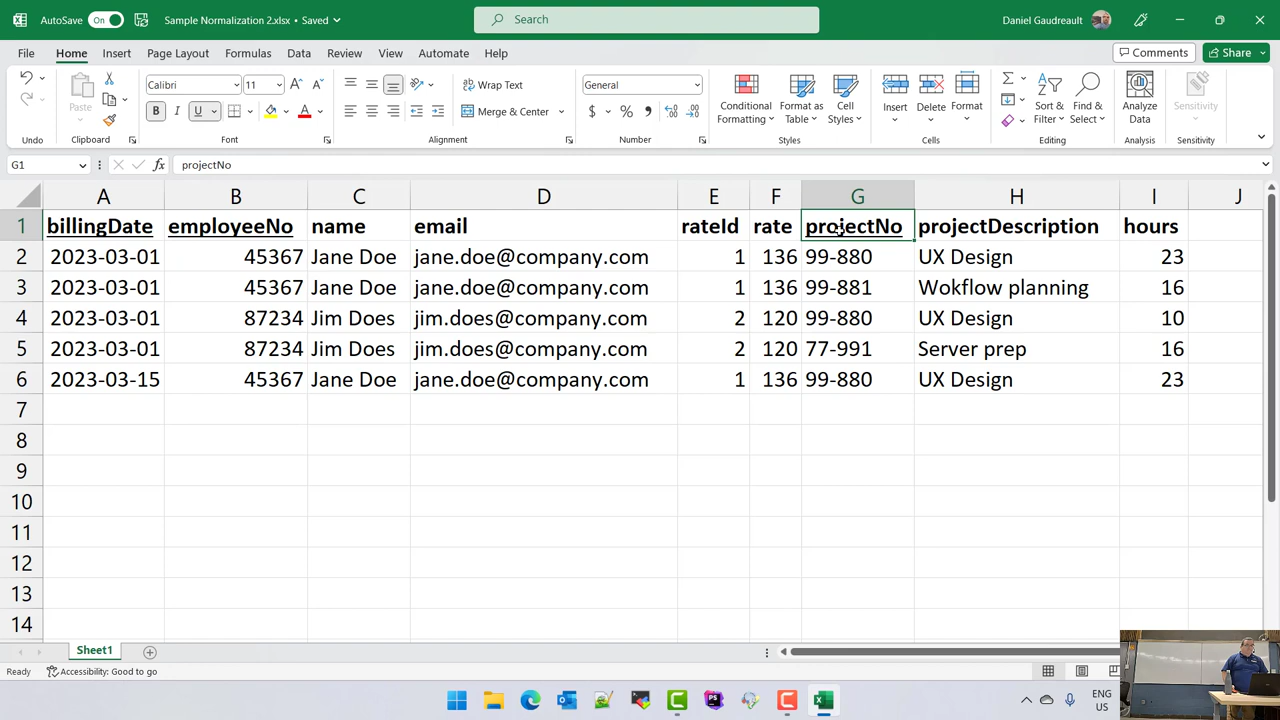 AutoSave On Sample Normalization 2.xlsx • Saved Search Daniel Gaudreault
File Home Insert Page Layout Formulas Data Review View Automate Help Comments Share
Undo
Paste
Clipboard
Calibri 11
B I U
Font
Wrap Text
Merge & Center
Alignment
General
$ % ,
Number
Conditional Formatting
Format as Table
Cell Styles
Styles
Insert Delete Format
Cells
Sort & Filter
Find & Select
Editing
Analyze Data
Analysis
Sensitivity
Sensitivity
G1 fx projectNo
A B C D E F G H I J
1 billingDate employeeNo name email rateId rate projectNo projectDescription hours
2 2023-03-01 45367 Jane Doe jane.doe@company.com 1 136 99-880 UX Design 23
3 2023-03-01 45367 Jane Doe jane.doe@company.com 1 136 99-881 Wokflow planning 16
4 2023-03-01 87234 Jim Does jim.does@company.com 2 120 99-880 UX Design 10
5 2023-03-01 87234 Jim Does jim.does@company.com 2 120 77-991 Server prep 16
6 2023-03-15 45367 Jane Doe jane.doe@company.com 1 136 99-880 UX Design 23
7
8
9
10
11
12
13
14
Sheet1
Ready Accessibility: Good to go
ENG
US